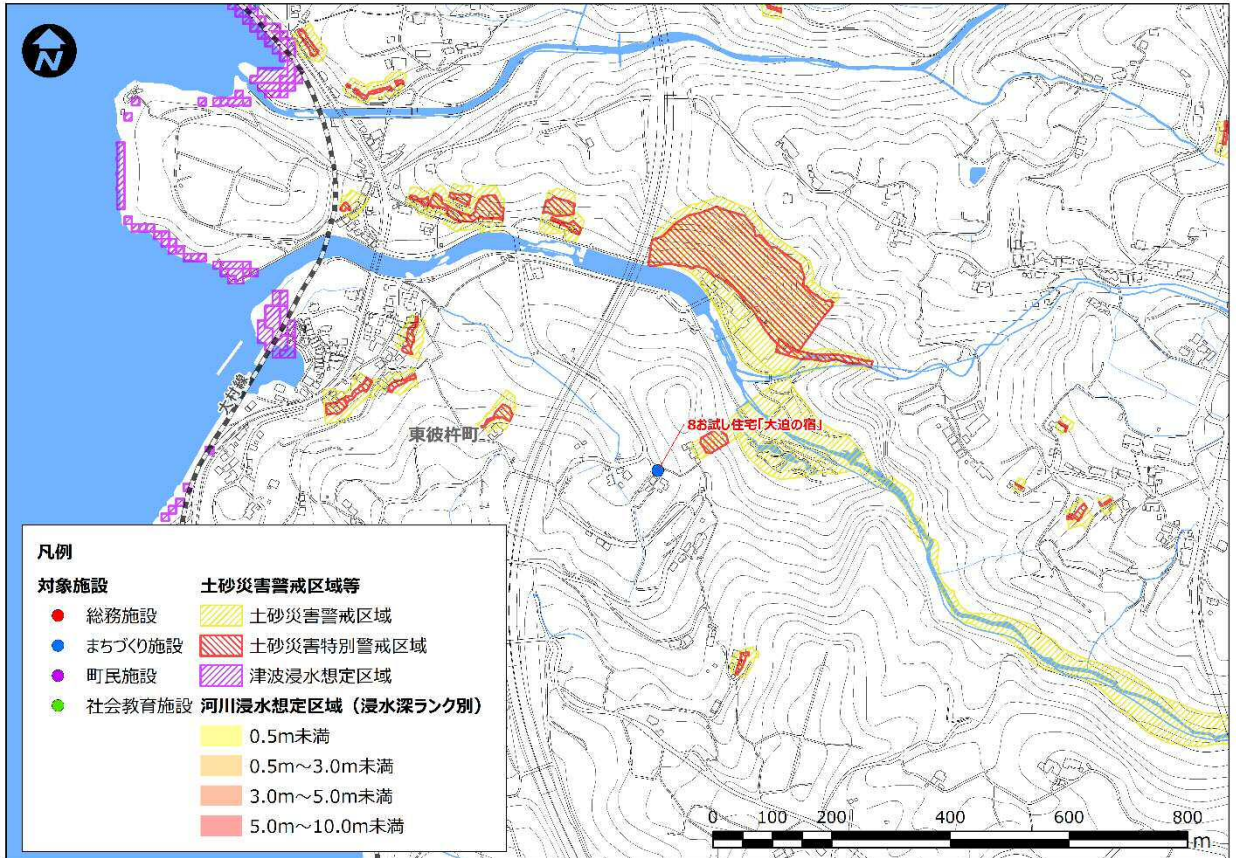 N
大村線
東彼杵町
8お試し住宅「大迫の宿」
凡例
対象施設
総務施設
まちづくり施設
町民施設
社会教育施設
土砂災害警戒区域等
土砂災害警戒区域
土砂災害特別警戒区域
津波浸水想定区域
河川浸水想定区域（浸水深ランク別）
0.5m未満
0.5m～3.0m未満
3.0m～5.0m未満
5.0m～10.0m未満
0 100 200 400 600 800
m